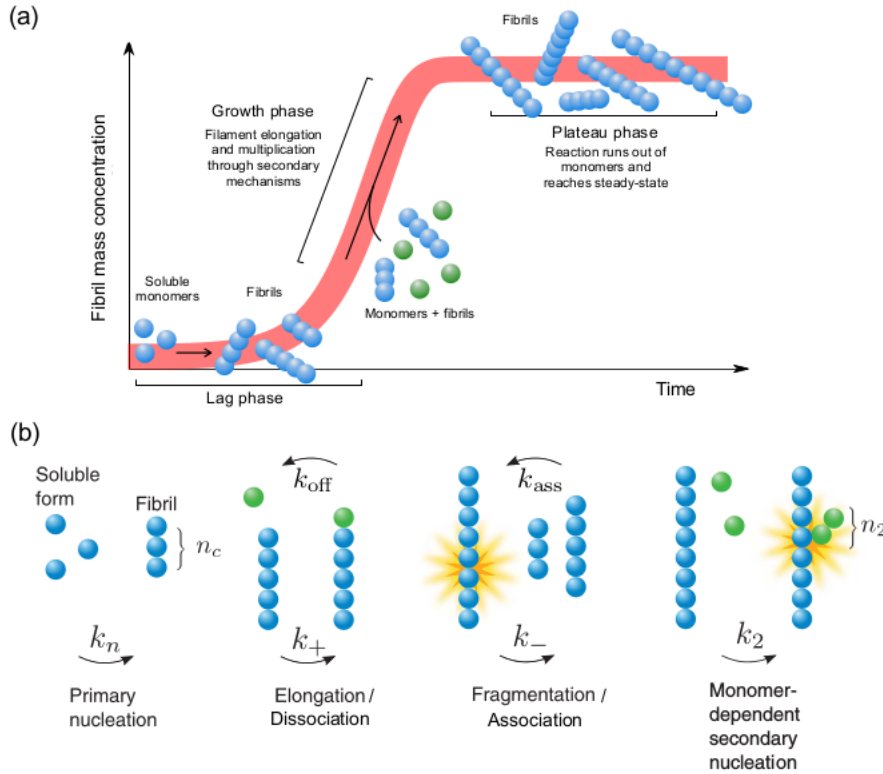 (a)
Fibril mass concentration
Growth phase
Filament elongation
and multiplication
through secondary
mechanisms
Fibrils
Plateau phase
Reaction runs out of
monomers and
reaches steady-state
Soluble
monomers
Fibrils
Monomers + fibrils
Lag phase
Time
(b)
Soluble
form
Fibril
n_c
k_n
Primary
nucleation
k_off
k_+
Elongation /
Dissociation
k_ass
k_−
Fragmentation /
Association
n_2
k_2
Monomer-
dependent
secondary
nucleation